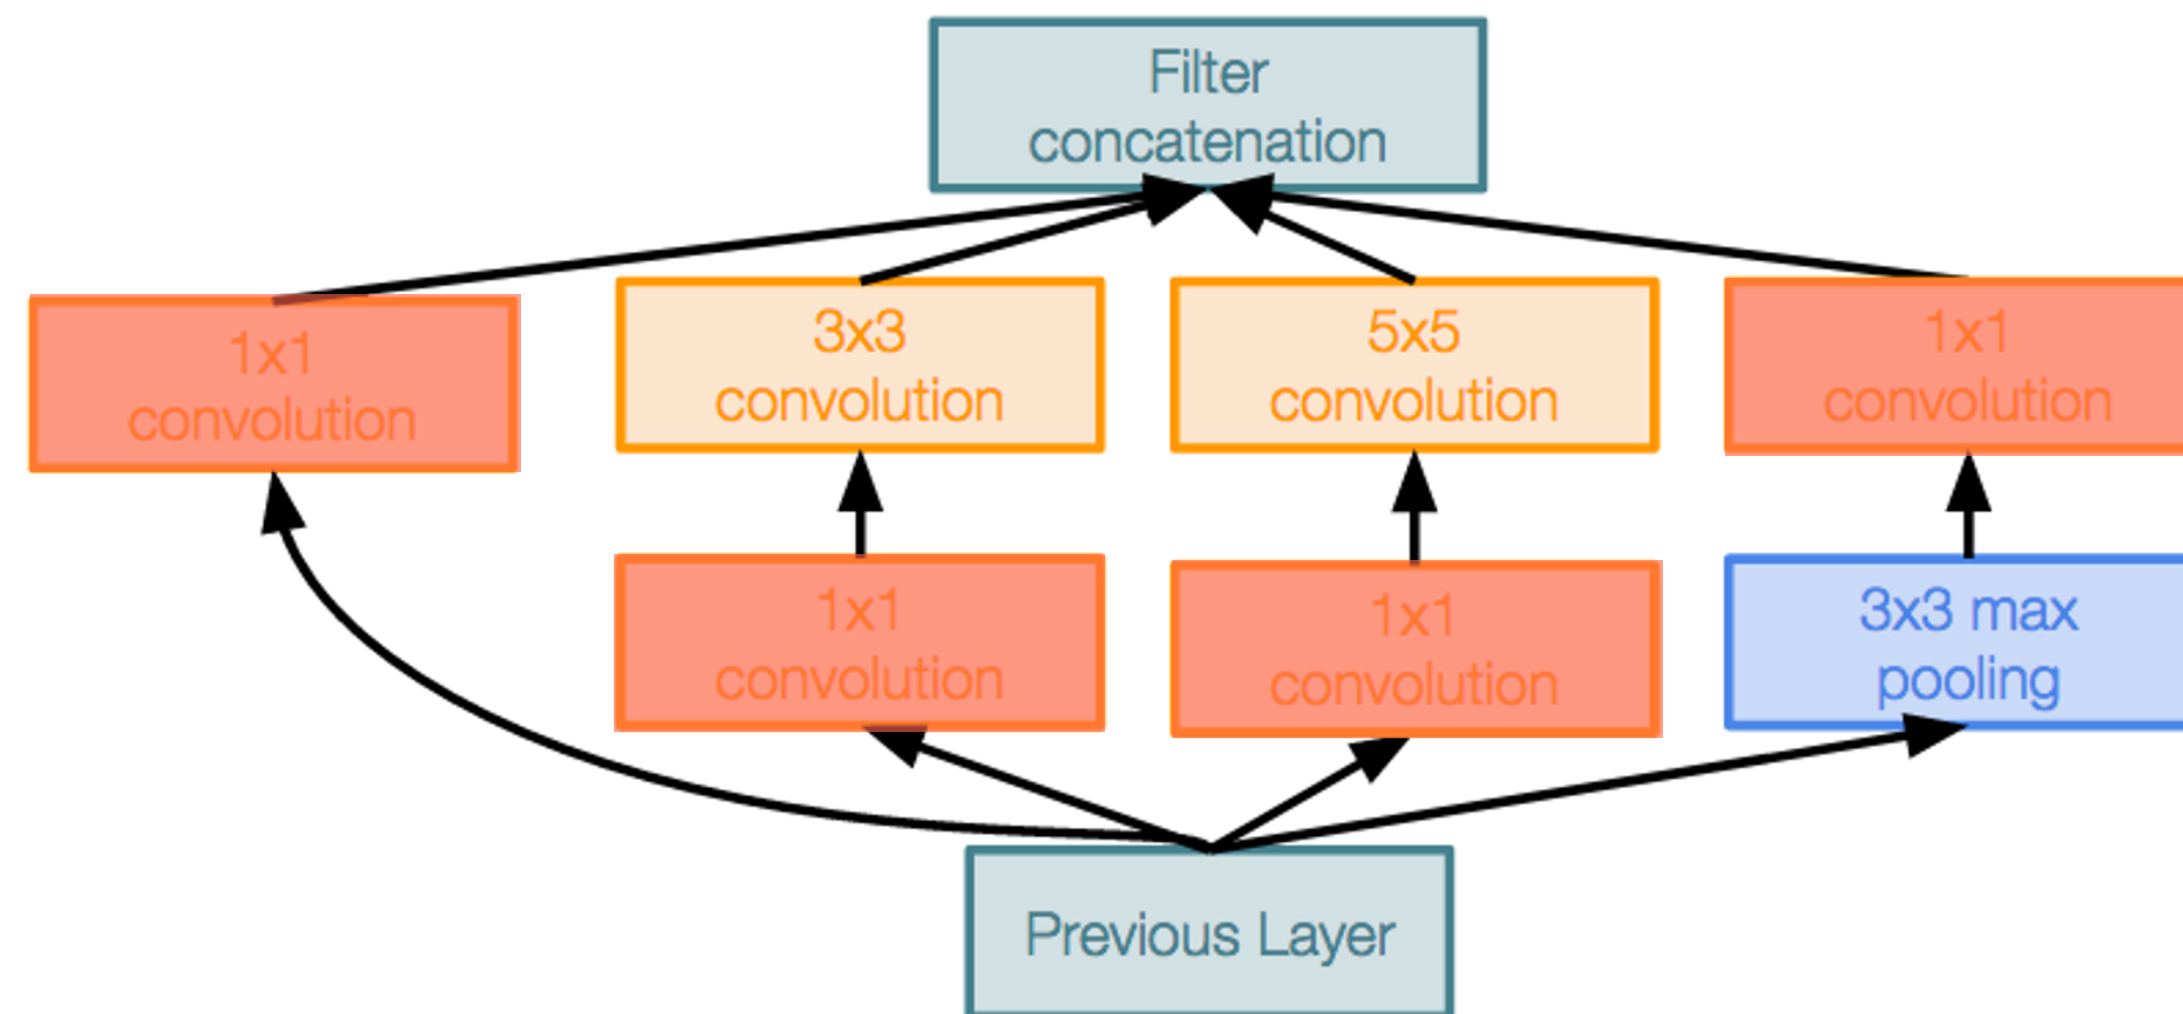 Filter
concatenation
1x1
convolution
3x3
convolution
5x5
convolution
1x1
convolution
1x1
convolution
1x1
convolution
3x3 max
pooling
Previous Layer